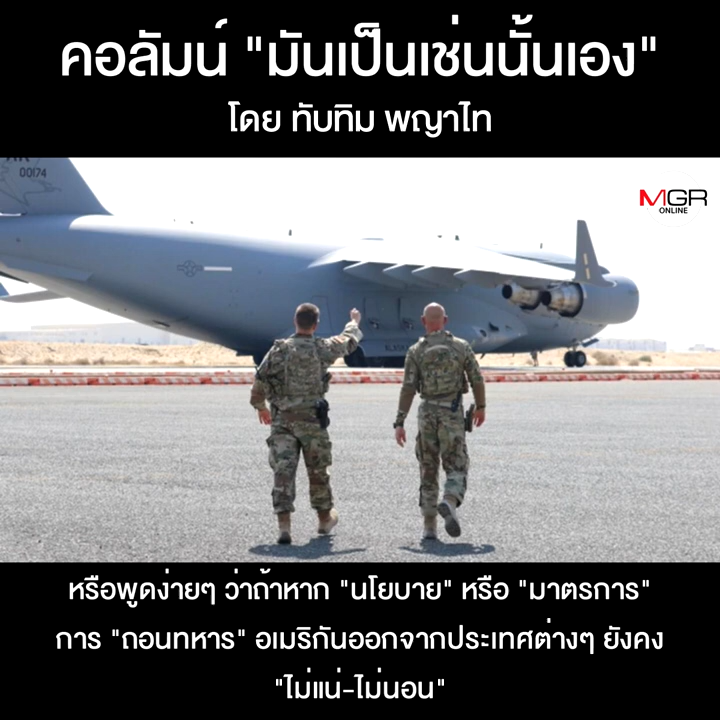 คอลัมน์ "มันเป็นเช่นนั้นเอง"
โดย ทับทิม พญาไท
00174
MGR
ONLINE
หรือพูดง่ายๆ ว่าถ้าหาก "นโยบาย" หรือ "มาตรการ"
การ "ถอนทหาร" อเมริกันออกจากประเทศต่างๆ ยังคง
"ไม่แน่-ไม่นอน"